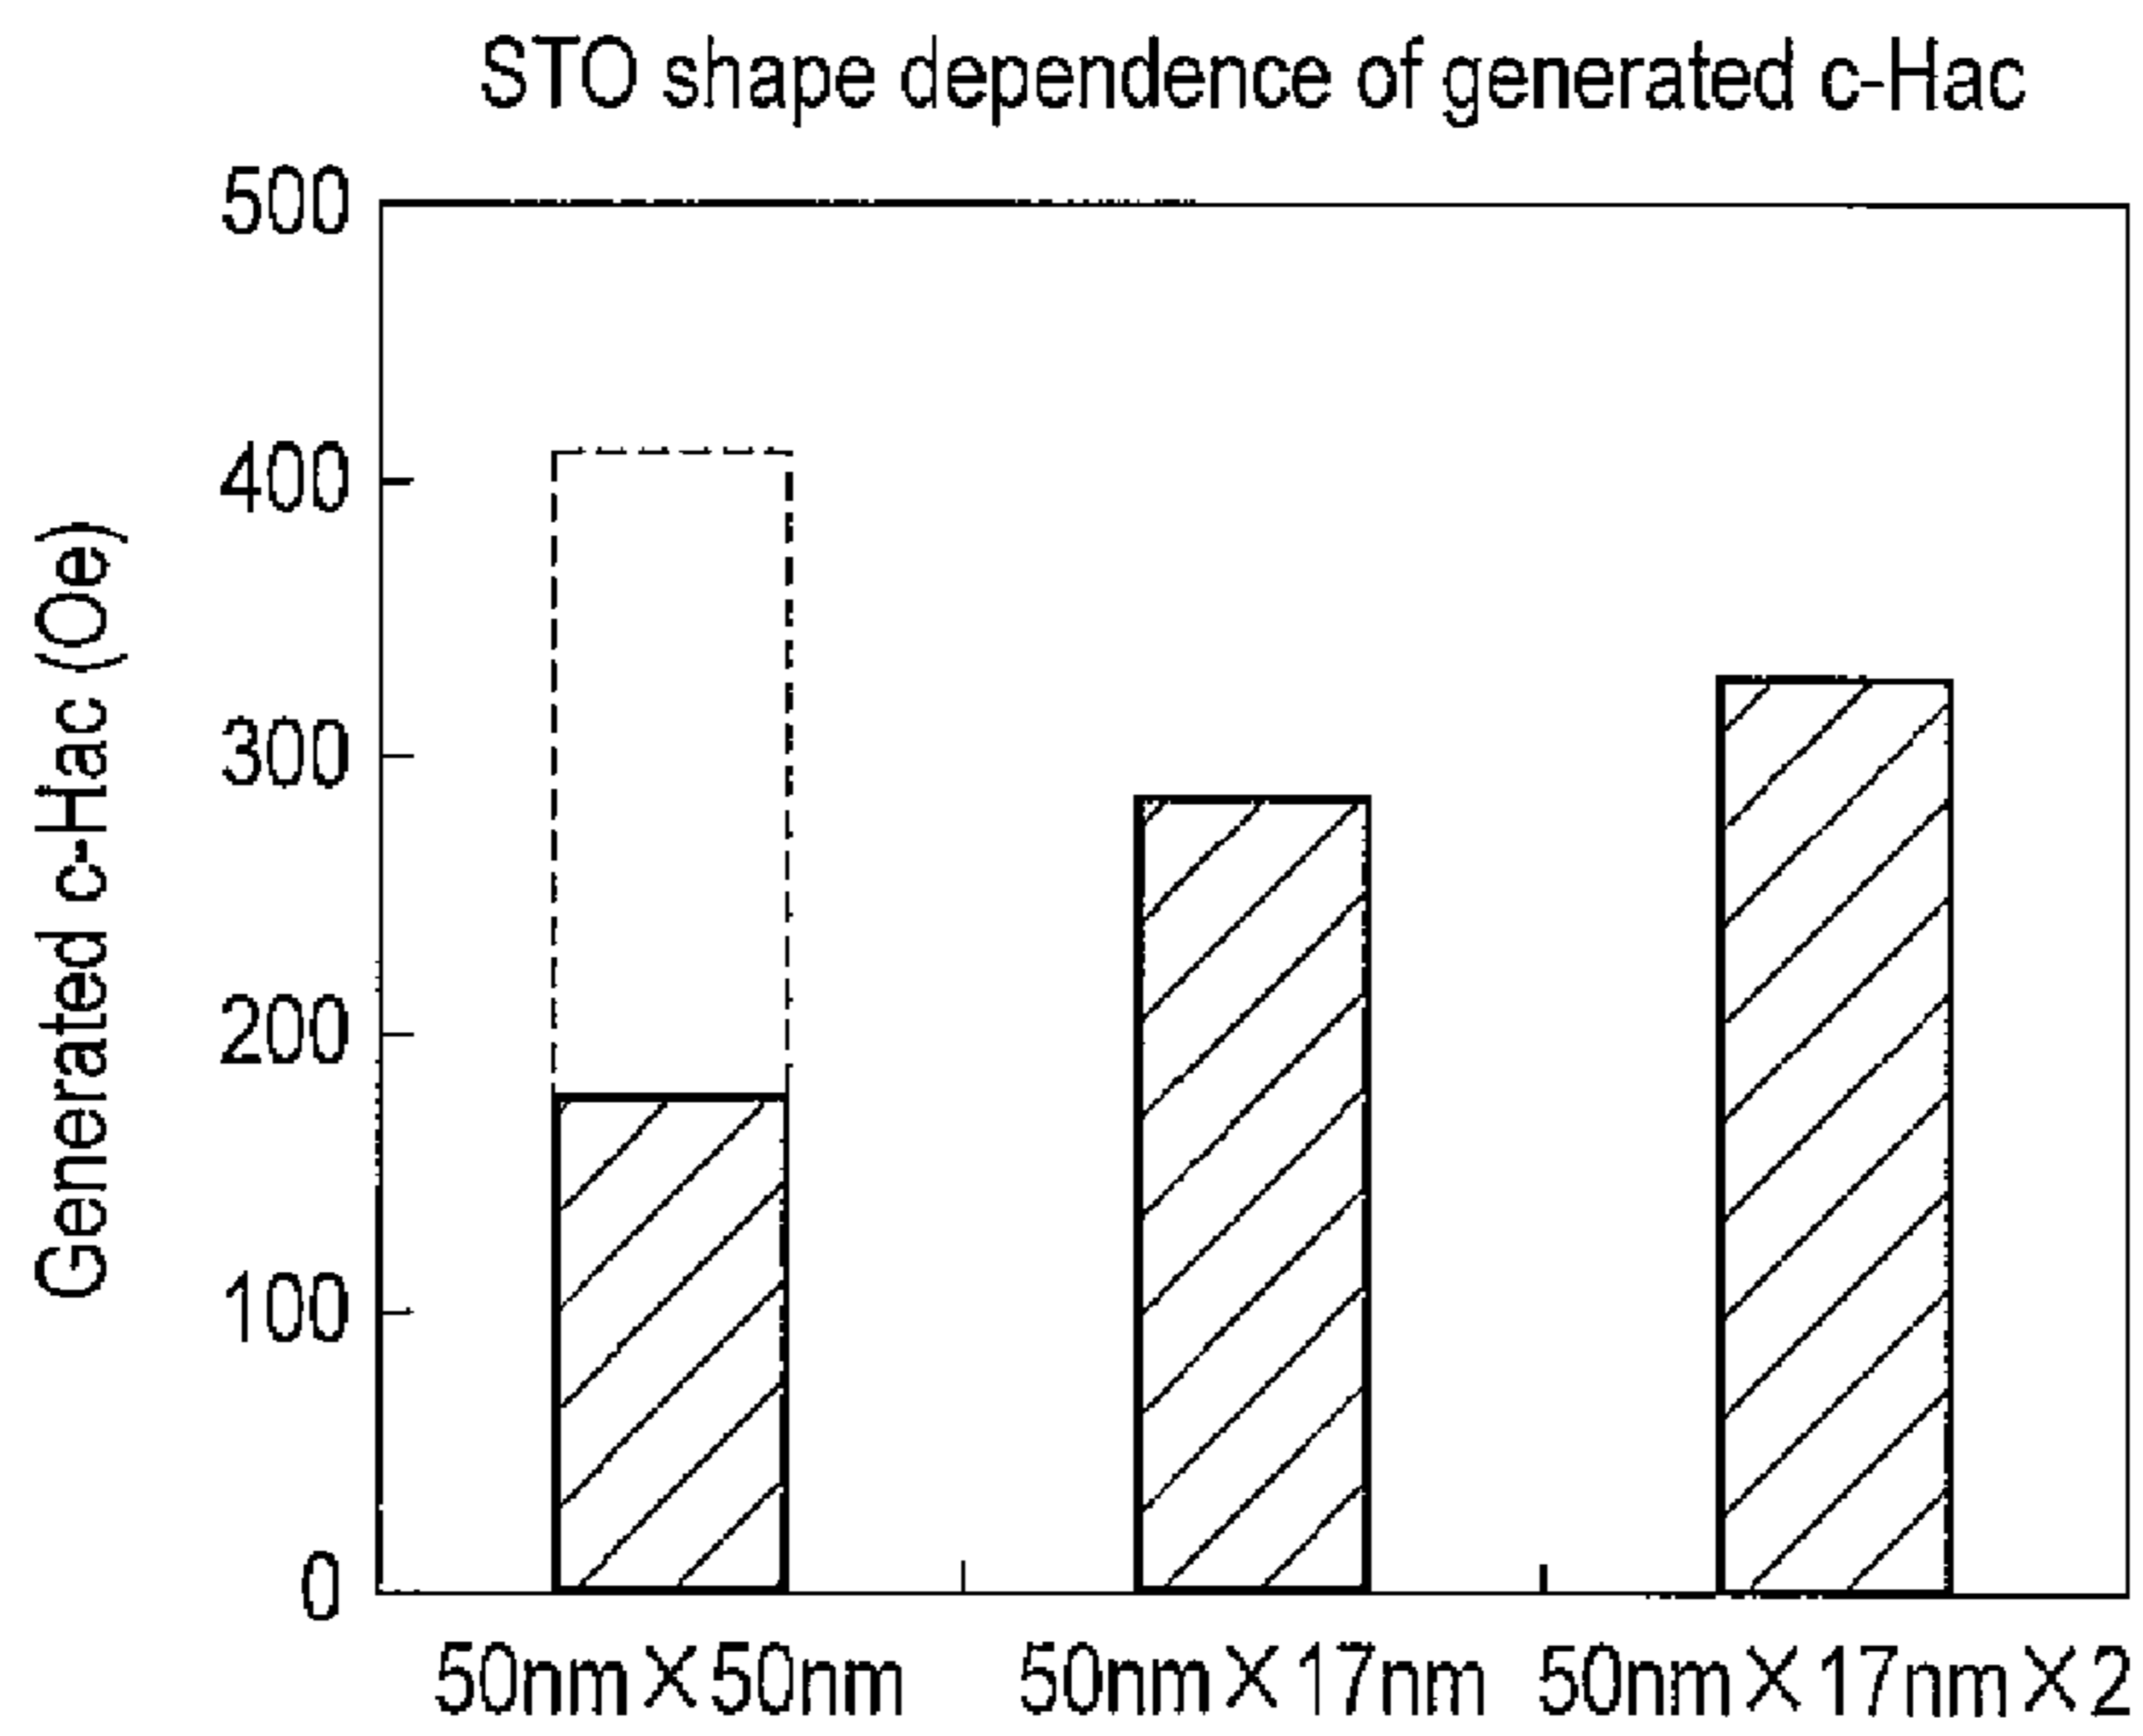 STO shape dependence of generated c-Hac
500
400
300
200
100
0
Generated c-Hac (Oe)
50nm×50nm
50nm×17nm
50nm×17nm×2